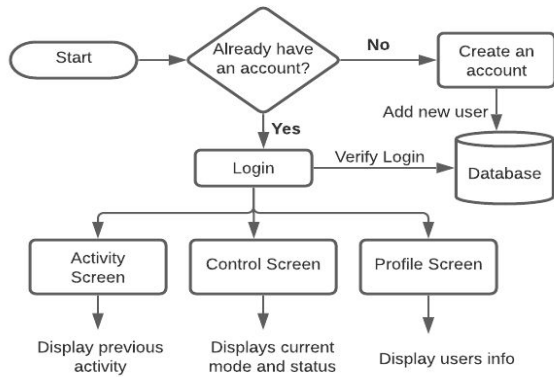 Start
Already have
an account?
No
Create an
account
Add new user
Yes
Login
Verify Login
Database
Activity
Screen
Control Screen
Profile Screen
Display previous
activity
Displays current
mode and status
Display users info